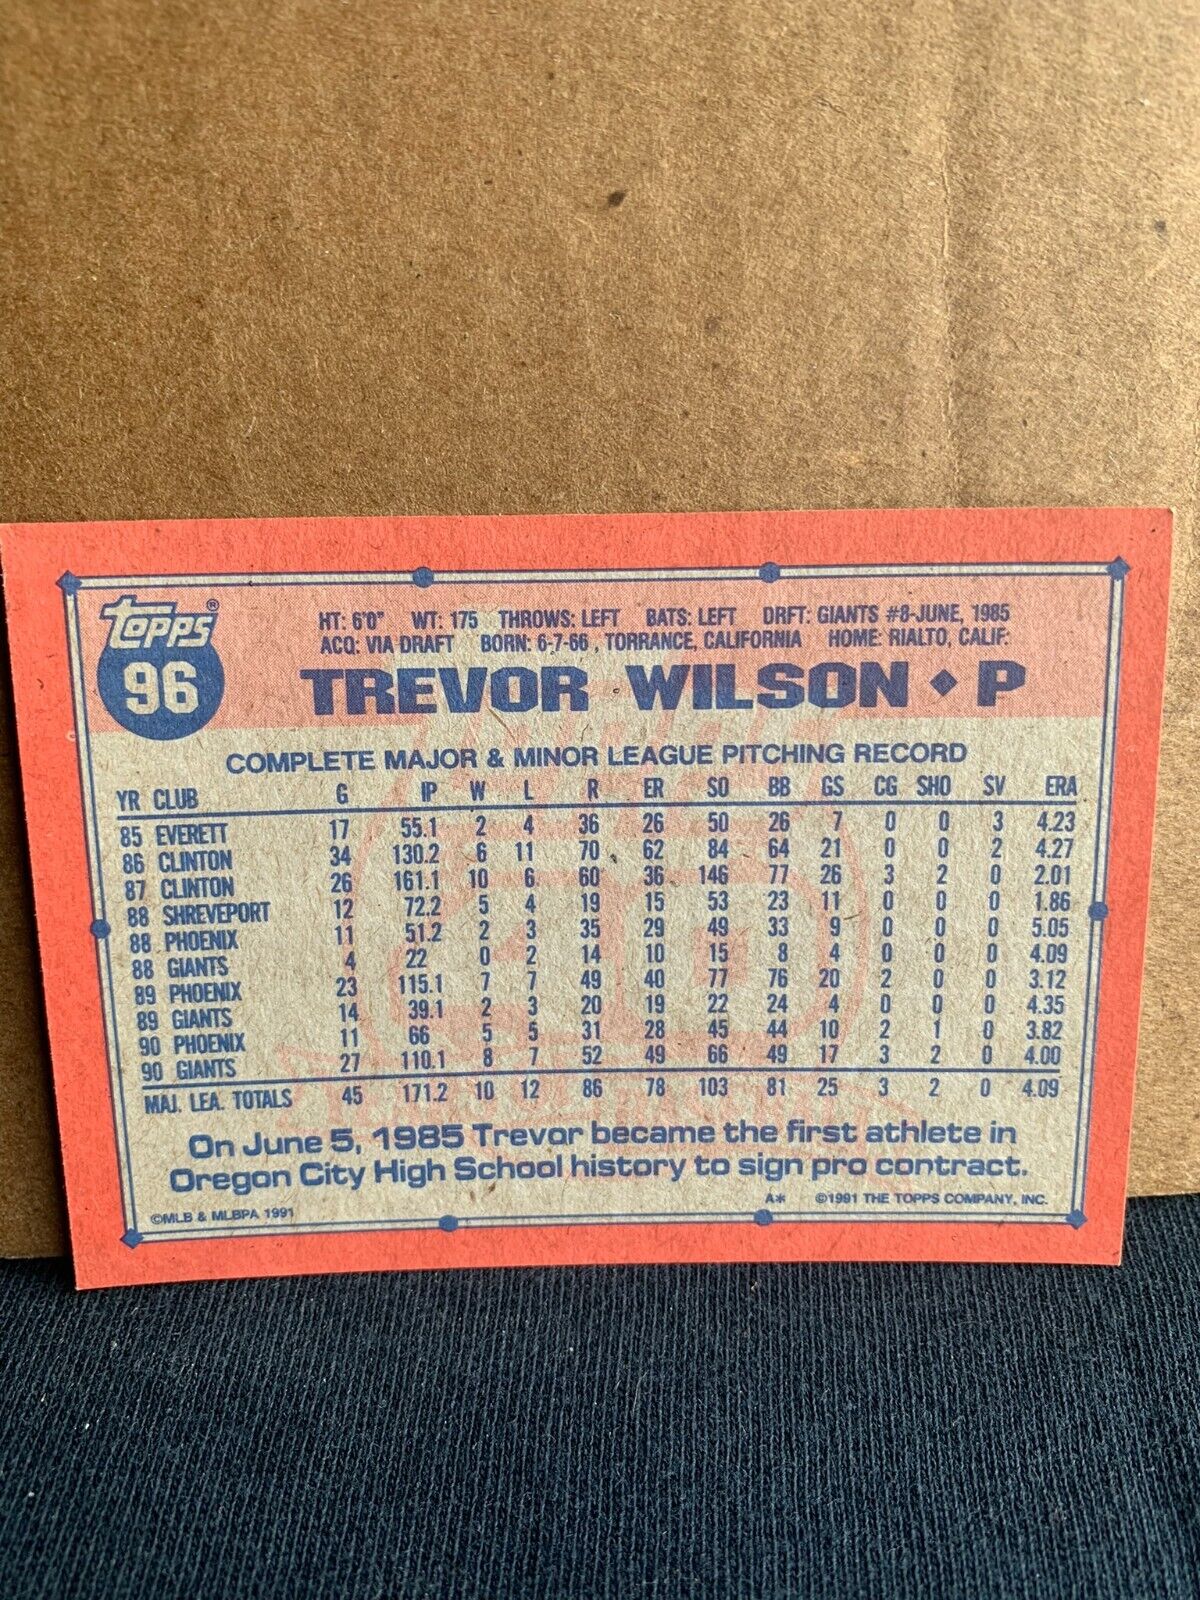 topps®
96
HT: 6'0" WT: 175 THROWS: LEFT BATS: LEFT DRFT: GIANTS #8-JUNE, 1985
ACQ: VIA DRAFT BORN: 6-7-66 , TORRANCE, CALIFORNIA HOME: RIALTO, CALIF.
TREVOR WILSON ♦ P
COMPLETE MAJOR & MINOR LEAGUE PITCHING RECORD
YR CLUB G IP W L R ER SO BB GS CG SHO SV ERA
85 EVERETT 17 55.1 2 4 36 26 50 26 7 0 0 3 4.23
86 CLINTON 34 130.2 6 11 70 62 84 64 21 0 0 2 4.27
87 CLINTON 26 161.1 10 6 60 36 146 77 26 3 2 0 2.01
88 SHREVEPORT 12 72.2 5 4 19 15 53 23 11 0 0 0 1.86
88 PHOENIX 11 51.2 2 3 35 29 49 33 9 0 0 0 5.05
88 GIANTS 4 22 0 2 14 10 15 8 4 0 0 0 4.09
89 PHOENIX 23 115.1 7 7 49 40 77 76 20 2 0 0 3.12
89 GIANTS 14 39.1 2 3 20 19 22 24 4 0 0 0 4.35
90 PHOENIX 11 66 5 5 31 28 45 44 10 2 1 0 3.82
90 GIANTS 27 110.1 8 7 52 49 66 49 17 3 2 0 4.00
MAJ. LEA. TOTALS 45 171.2 10 12 86 78 103 81 25 3 2 0 4.09
On June 5, 1985 Trevor became the first athlete in
Oregon City High School history to sign pro contract.
©MLB & MLBPA 1991 A* ©1991 THE TOPPS COMPANY, INC.